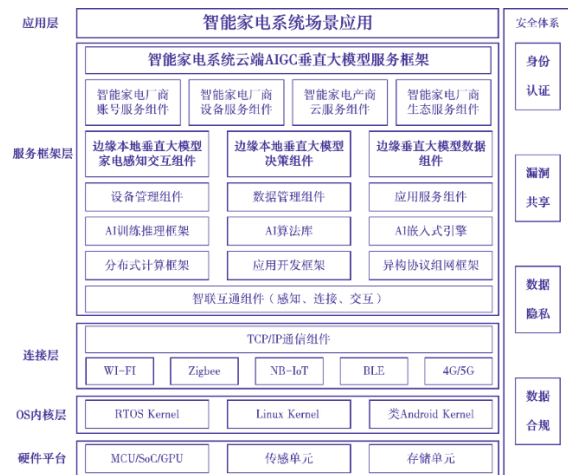 应用层
智能家电系统场景应用
安全体系
智能家电系统云端AIGC垂直大模型服务框架
智能家电厂商
账号服务组件
智能家电厂商
设备服务组件
智能家电产商
云服务组件
智能家电厂商
生态服务组件
服务框架层
边缘本地垂直大模型
家电感知交互组件
边缘本地垂直大模型
决策组件
边缘垂直大模型数据
组件
设备管理组件
数据管理组件
应用服务组件
AI训练推理框架
AI算法库
AI嵌入式引擎
分布式计算框架
应用开发框架
异构协议组网框架
智联互通组件（感知、连接、交互）
连接层
TCP/IP通信组件
WI-FI
Zigbee
NB-IoT
BLE
4G/5G
OS内核层
RTOS Kernel
Linux Kernel
类Android Kernel
硬件平台
MCU/SoC/GPU
传感单元
存储单元
身份
认证
漏洞
共享
数据
隐私
数据
合规